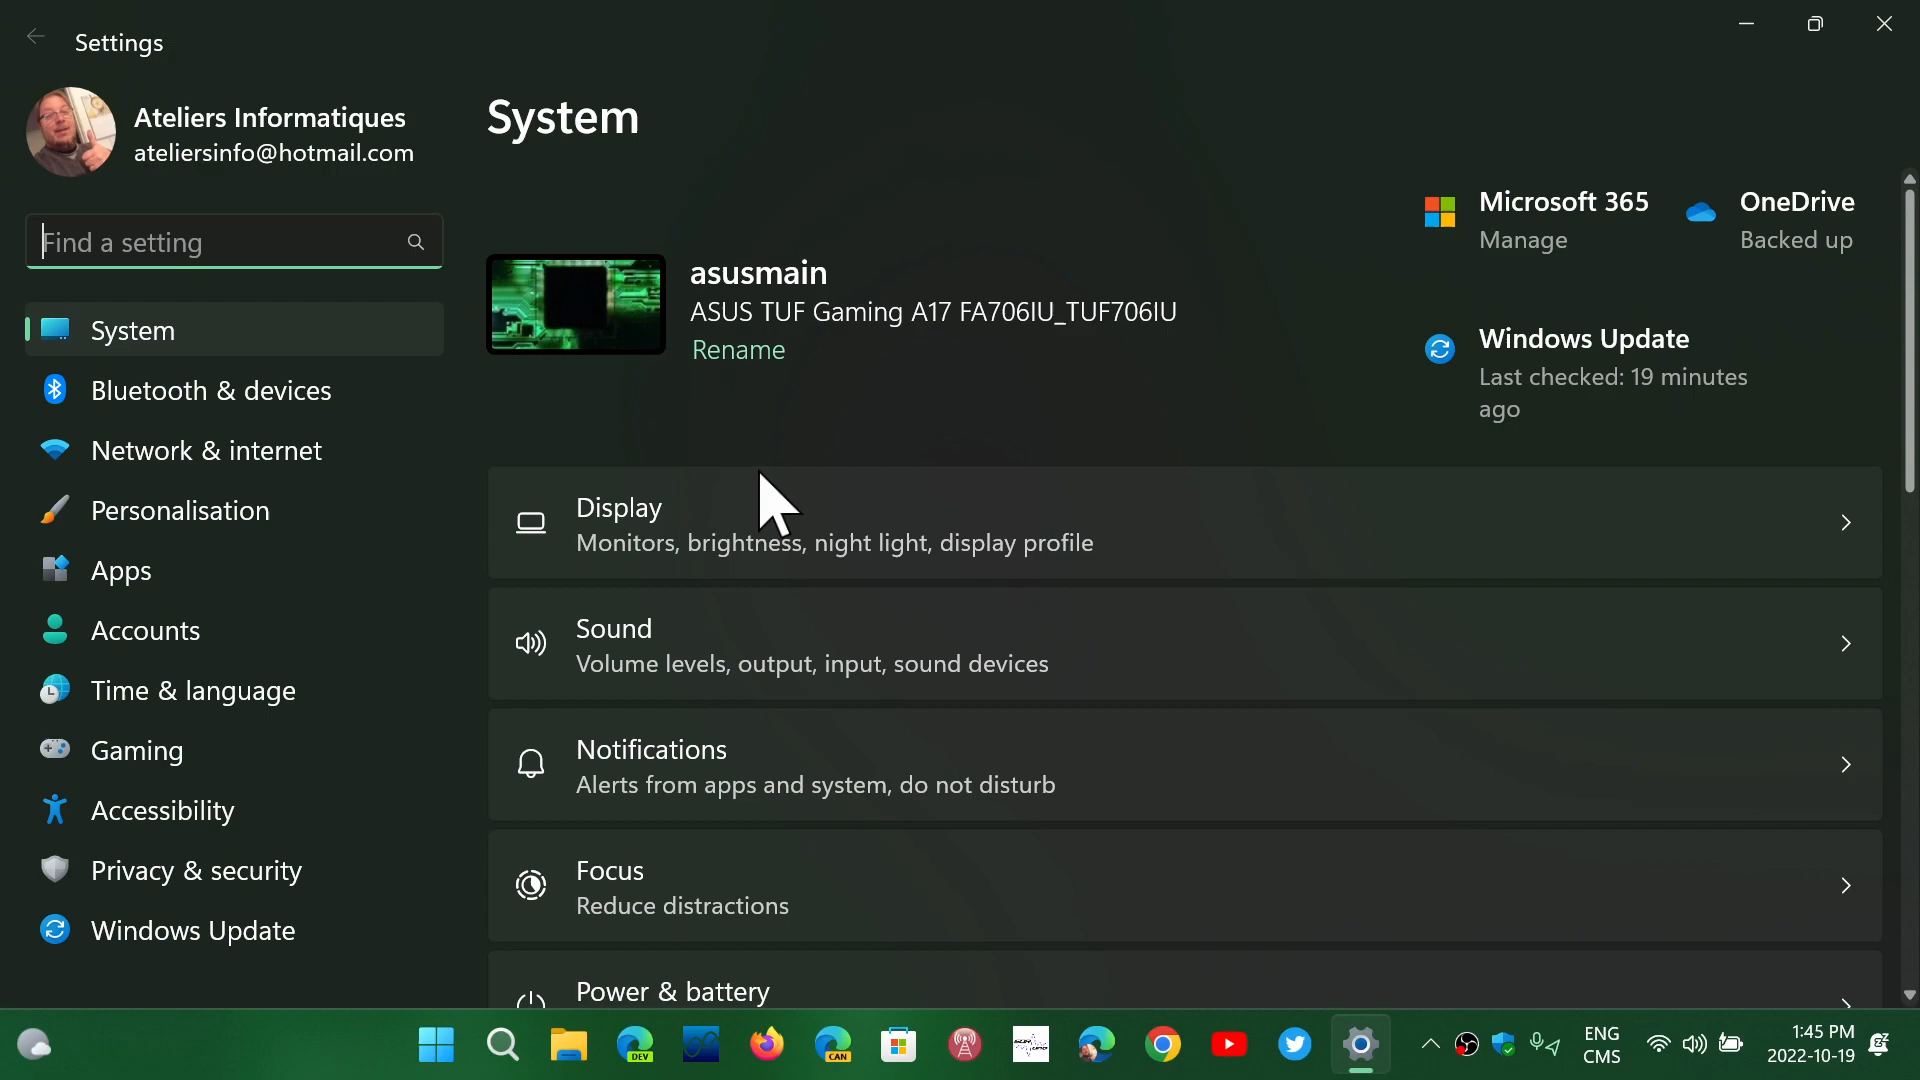 Settings
Ateliers Informatiques
ateliersinfo@hotmail.com
Find a setting
System
Bluetooth & devices
Network & internet
Personalisation
Apps
Accounts
Time & language
Gaming
Accessibility
Privacy & security
Windows Update
System
asusmain
ASUS TUF Gaming A17 FA706IU_TUF706IU
Rename
Microsoft 365
Manage
OneDrive
Backed up
Windows Update
Last checked: 19 minutes
ago
Display
Monitors, brightness, night light, display profile
Sound
Volume levels, output, input, sound devices
Notifications
Alerts from apps and system, do not disturb
Focus
Reduce distractions
Power & battery
DEV
CAN
ENG
CMS
1:45 PM
2022-10-19